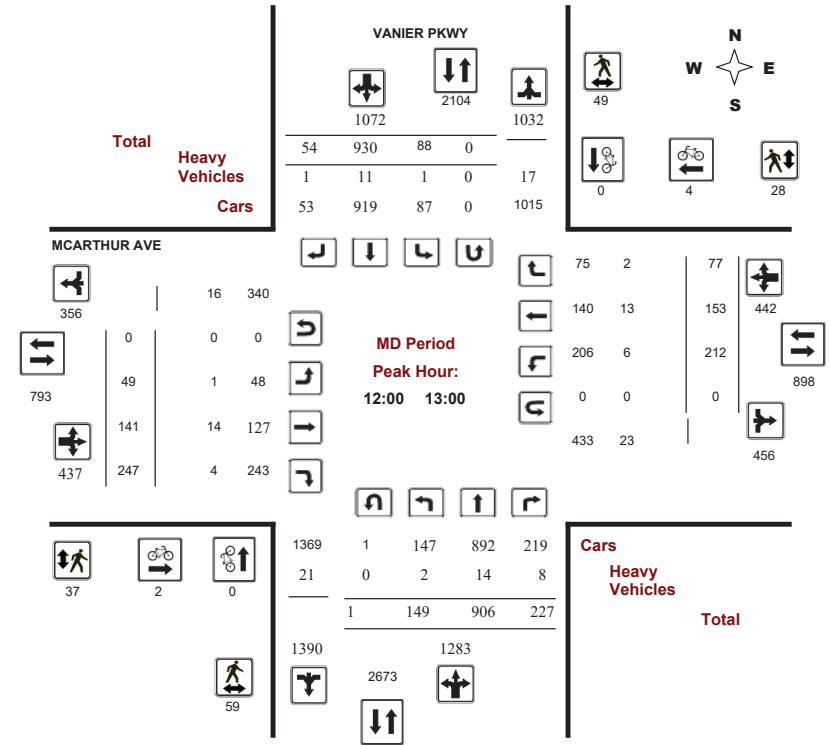 VANIER PKWY
N
W E
S
2104
49
1072 1032
Total 54 930 88 0
Heavy
Vehicles 1 11 1 0 17
Cars 53 919 87 0 1015
0 4 28
MCARTHUR AVE
356
16 340
75 2 77
442
0 0 0
140 13 153
793
49 1 48
206 6 212
898
MD Period
Peak Hour:
12:00 13:00
0 0 0
141 14 127
433 23
456
437 247 4 243
1369 1 147 892 219 Cars
21 0 2 14 8 Heavy
Vehicles
1 149 906 227 Total
37 2 0
1390 1283
2673
59